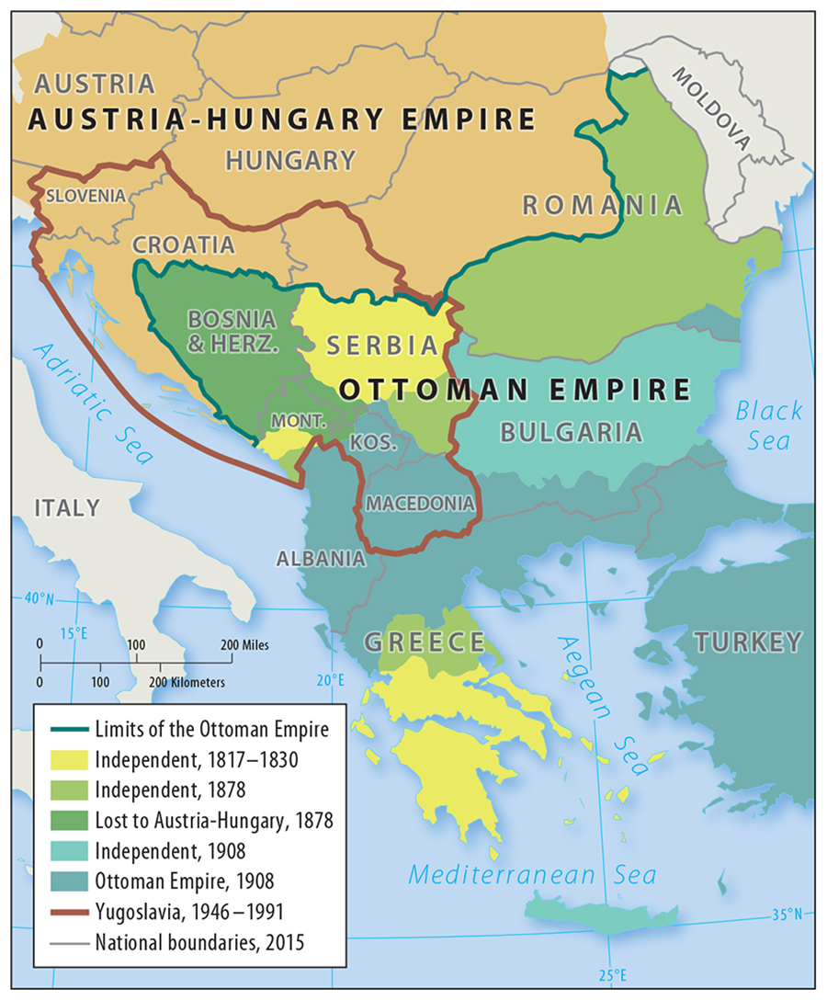 AUSTRIA
AUSTRIA-HUNGARY EMPIRE
HUNGARY
MOLDOVA
SLOVENIA
ROMANIA
CROATIA
BOSNIA
& HERZ.
SERBIA
OTTOMAN EMPIRE
Adriatic Sea
MONT.
KOS.
BULGARIA
Black
Sea
ITALY
MACEDONIA
ALBANIA
40°N
15°E
0 100 200 Miles
0 100 200 Kilometers
20°E
GREECE
Aegean Sea
TURKEY
Limits of the Ottoman Empire
Independent, 1817–1830
Independent, 1878
Lost to Austria-Hungary, 1878
Independent, 1908
Ottoman Empire, 1908
Yugoslavia, 1946–1991
National boundaries, 2015
Mediterranean Sea
35°N
25°E